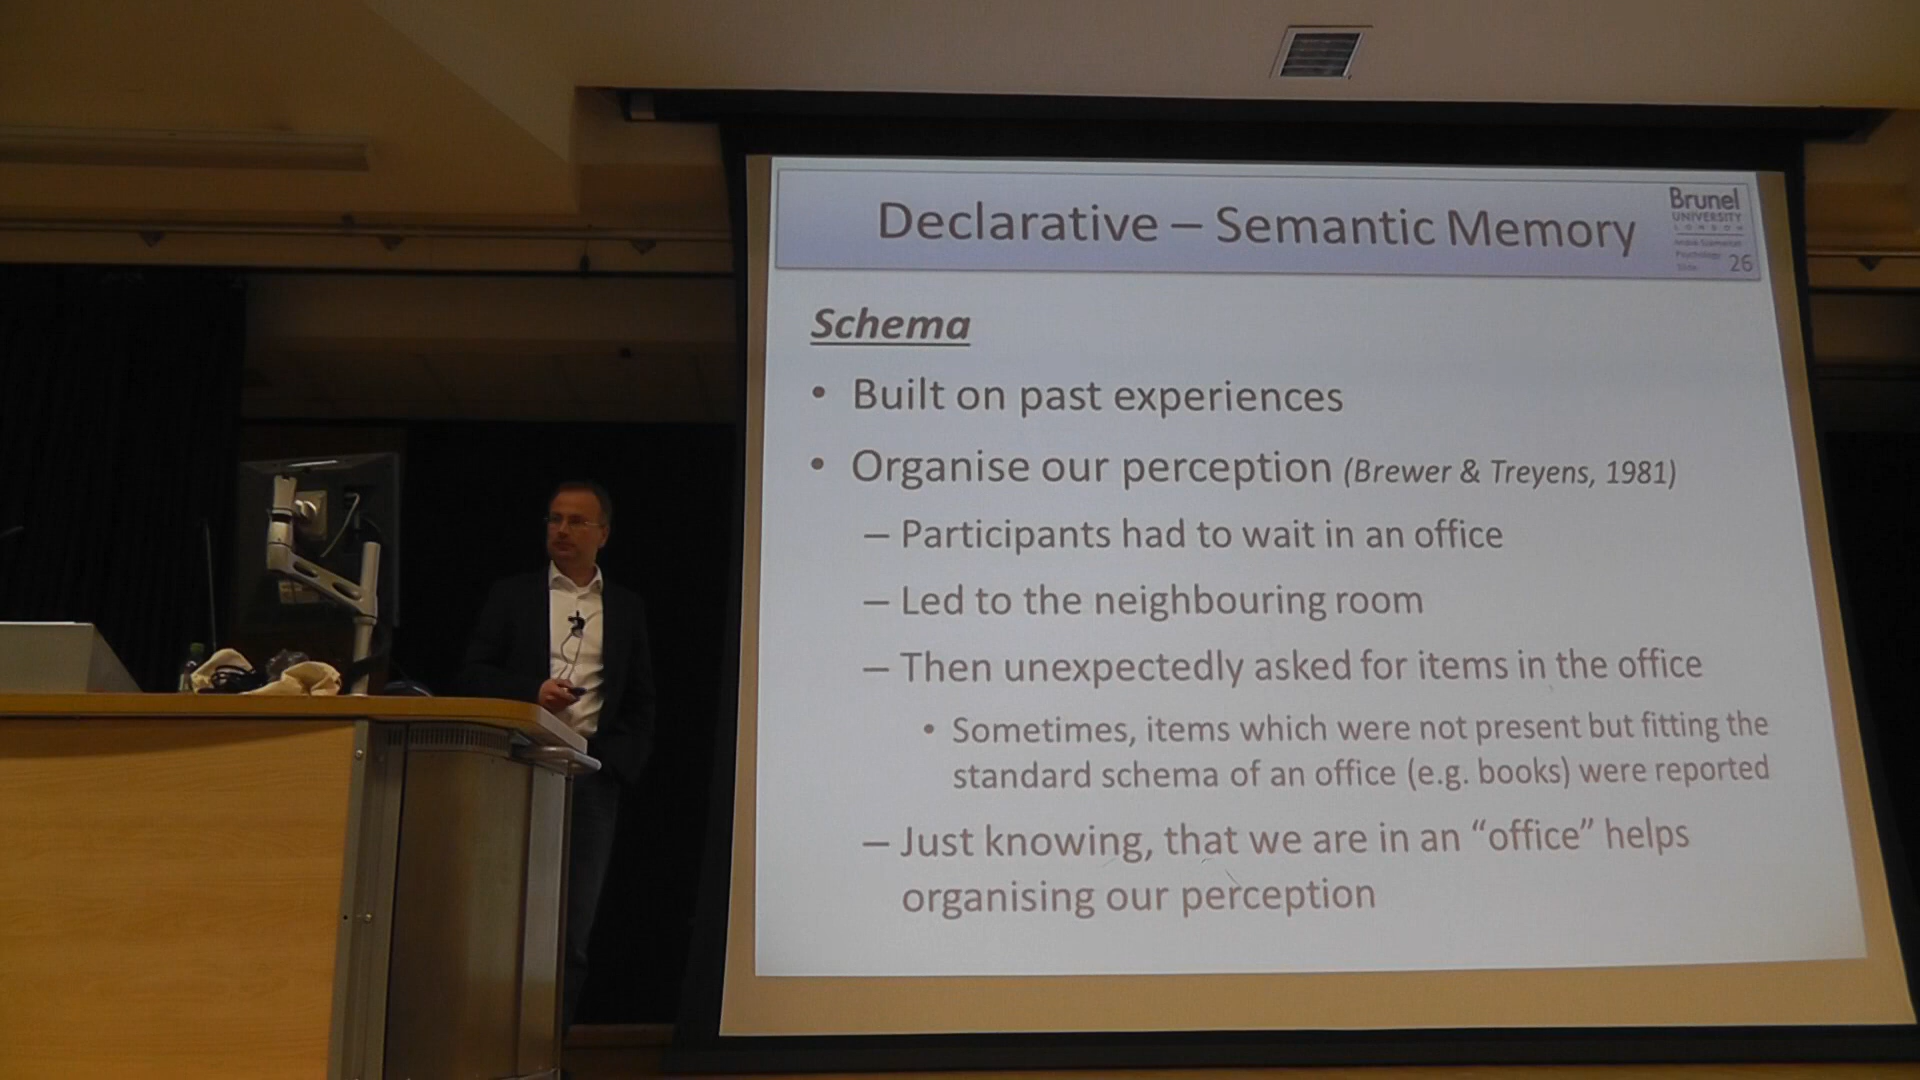 Declarative – Semantic Memory
Brunel
UNIVERSITY
LONDON
Psychology
Slide 26
Schema
• Built on past experiences
• Organise our perception (Brewer & Treyens, 1981)
– Participants had to wait in an office
– Led to the neighbouring room
– Then unexpectedly asked for items in the office
• Sometimes, items which were not present but fitting the
standard schema of an office (e.g. books) were reported
– Just knowing, that we are in an “office” helps
organising our perception